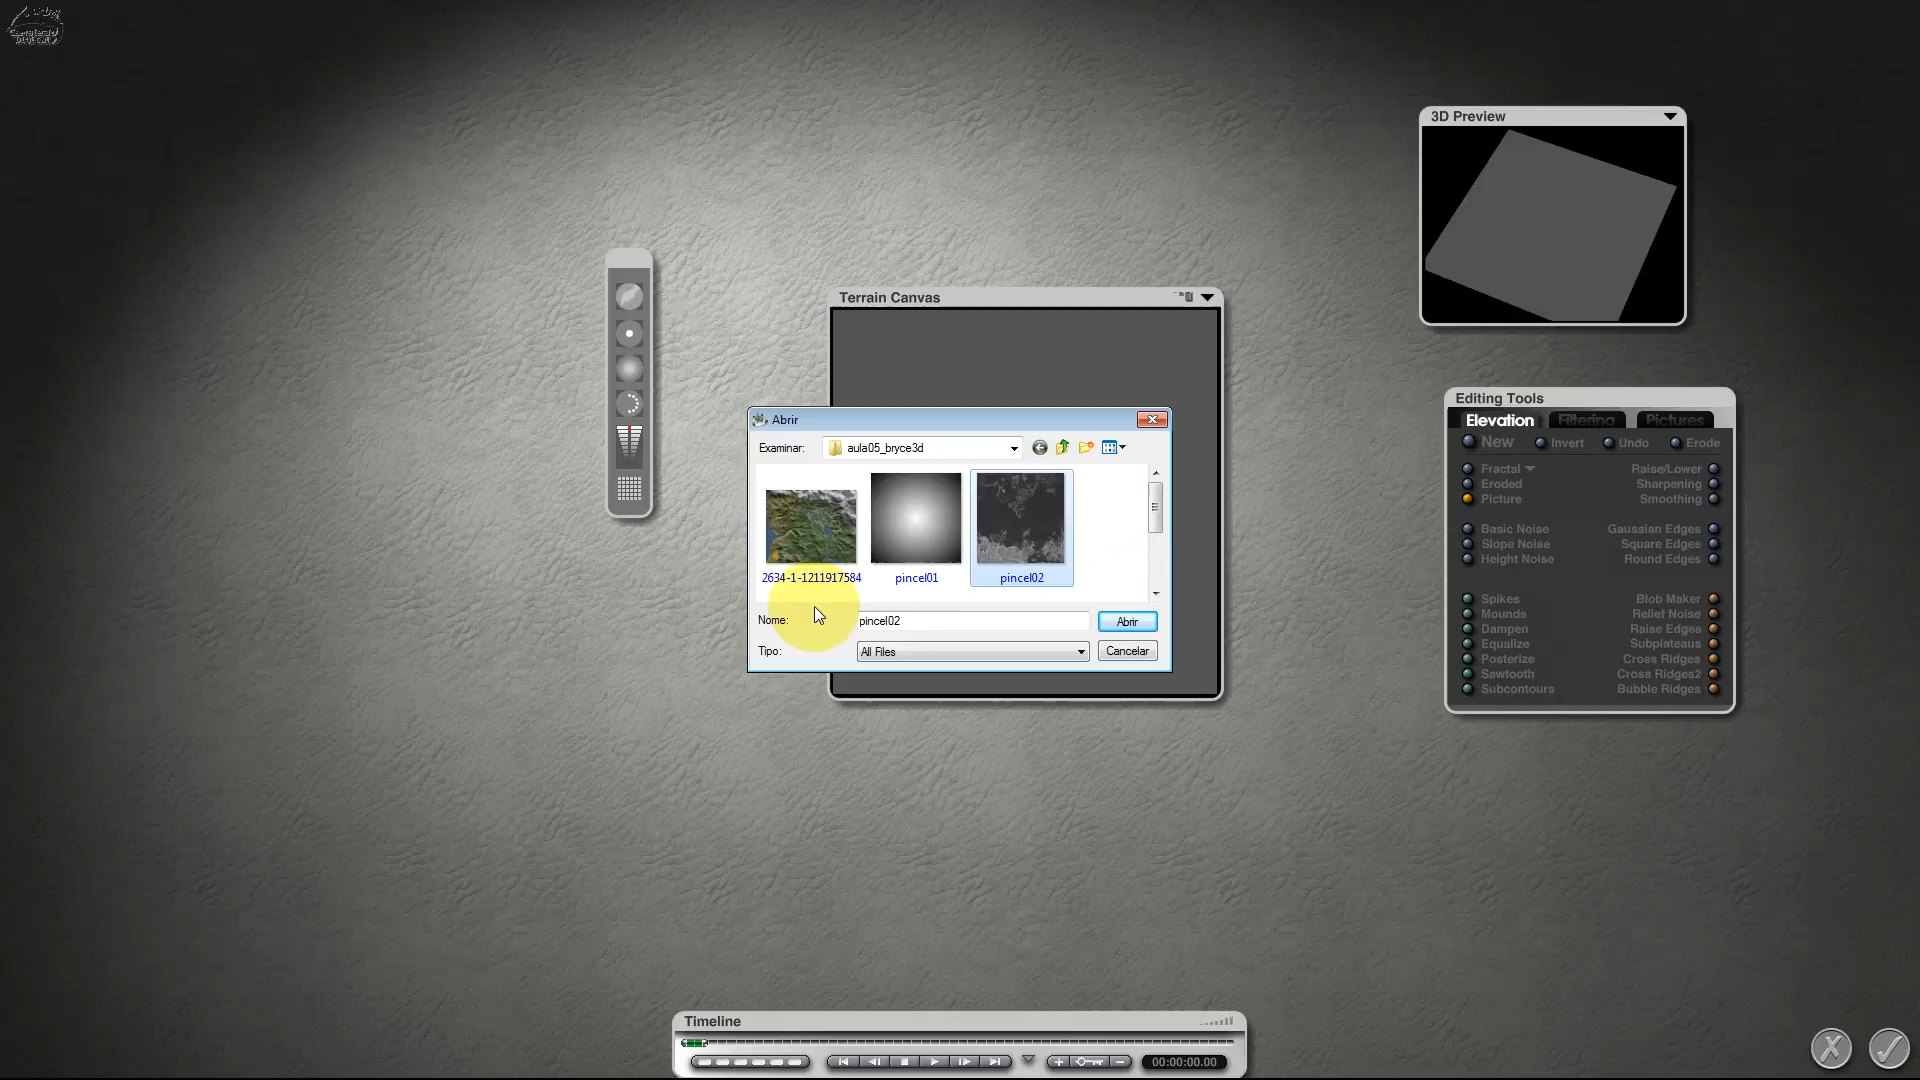 3D Preview
Terrain Canvas
Abrir
Examinar: aula05_bryce3d
2634-1-1211917584 pincel01 pincel02
Nome: pincel02 Abrir
Tipo: All Files Cancelar
Editing Tools
Elevation Filtering Pictures
New Invert Undo Erode
Fractal Raise/Lower
Eroded Sharpening
Picture Smoothing
Basic Noise Gaussian Edges
Slope Noise Square Edges
Height Noise Round Edges
Spikes Blob Maker
Mounds Relief Noise
Dampen Raise Edges
Equalize Subplateaus
Posterize Cross Ridges
Sawtooth Cross Ridges2
Subcontours Bubble Ridges
Timeline
00:00:00.00